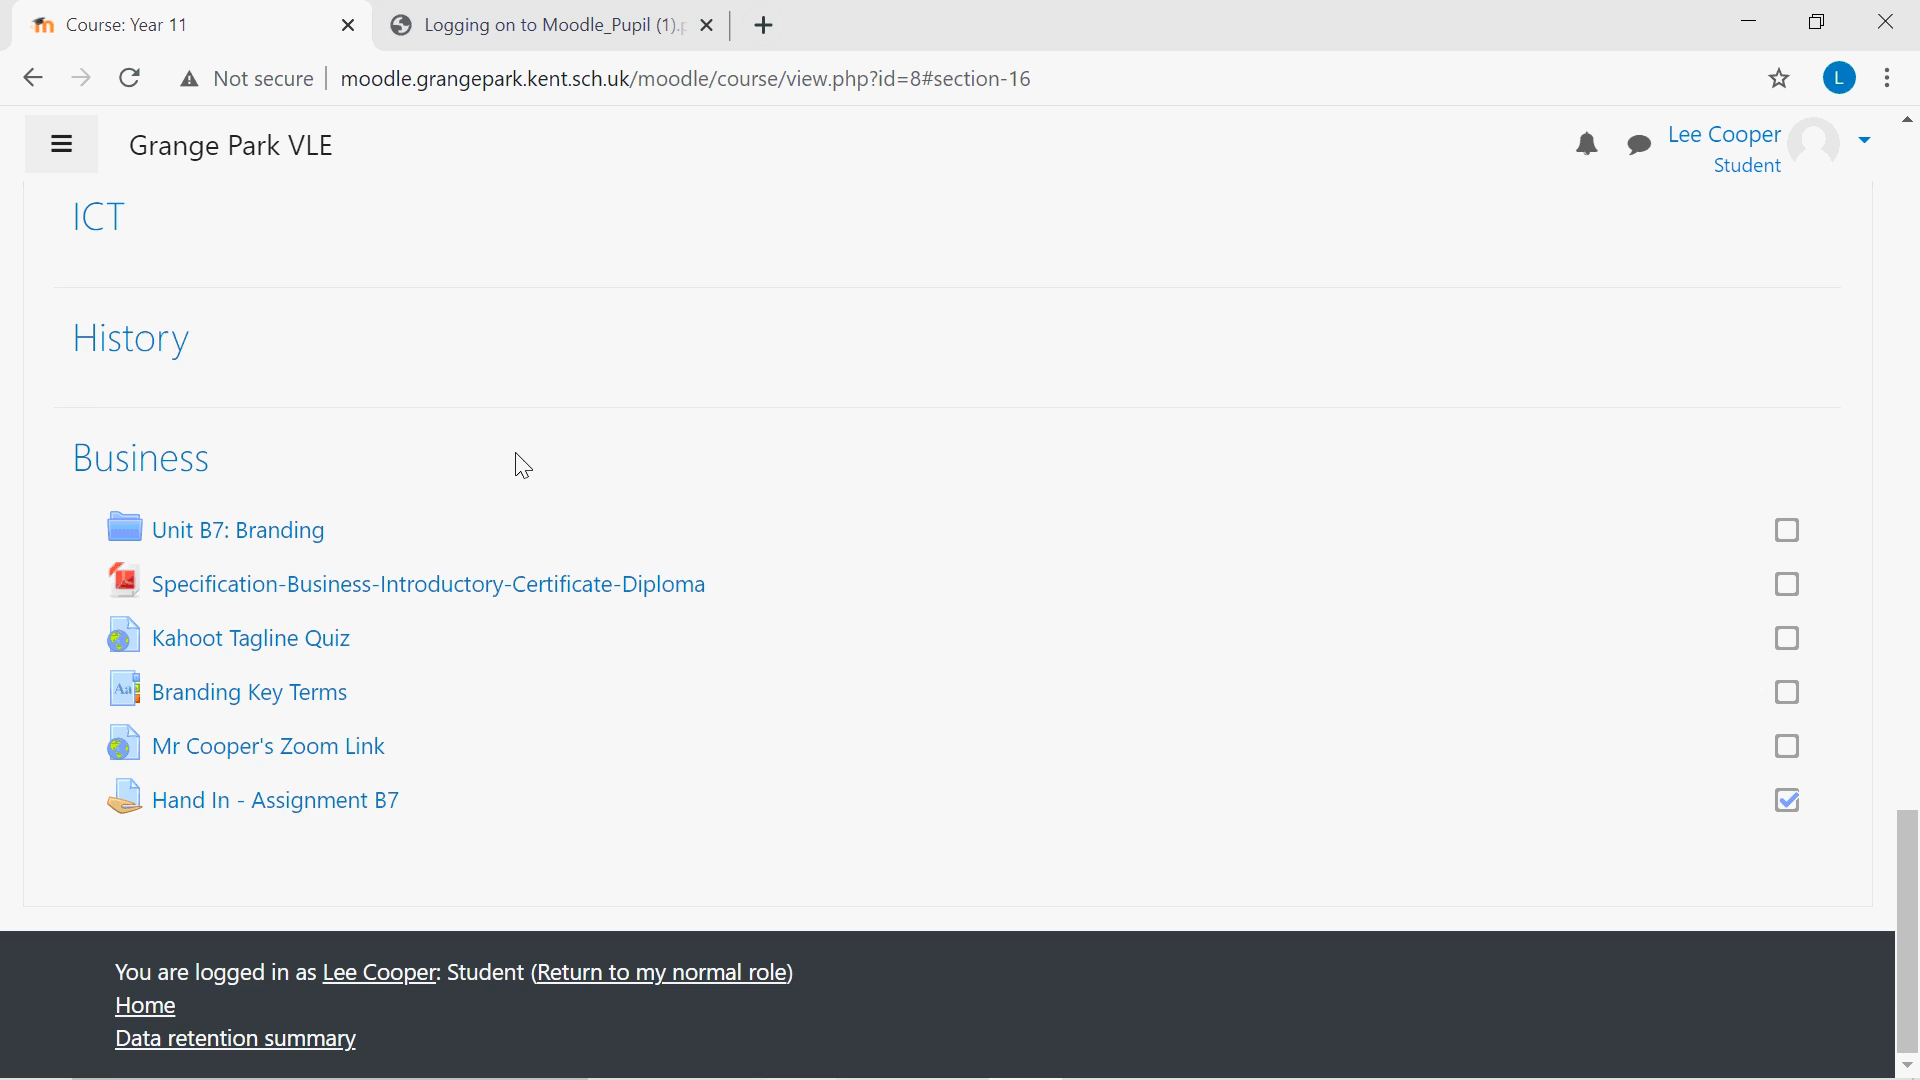 Course: Year 11
Logging on to Moodle_Pupil (1).p
Not secure
moodle.grangepark.kent.sch.uk/moodle/course/view.php?id=8#section-16
L
Grange Park VLE
Lee Cooper
Student
ICT
History
Business
Unit B7: Branding
Specification-Business-Introductory-Certificate-Diploma
Kahoot Tagline Quiz
Aa
Branding Key Terms
Mr Cooper's Zoom Link
Hand In - Assignment B7
You are logged in as Lee Cooper: Student (Return to my normal role)
Home
Data retention summary